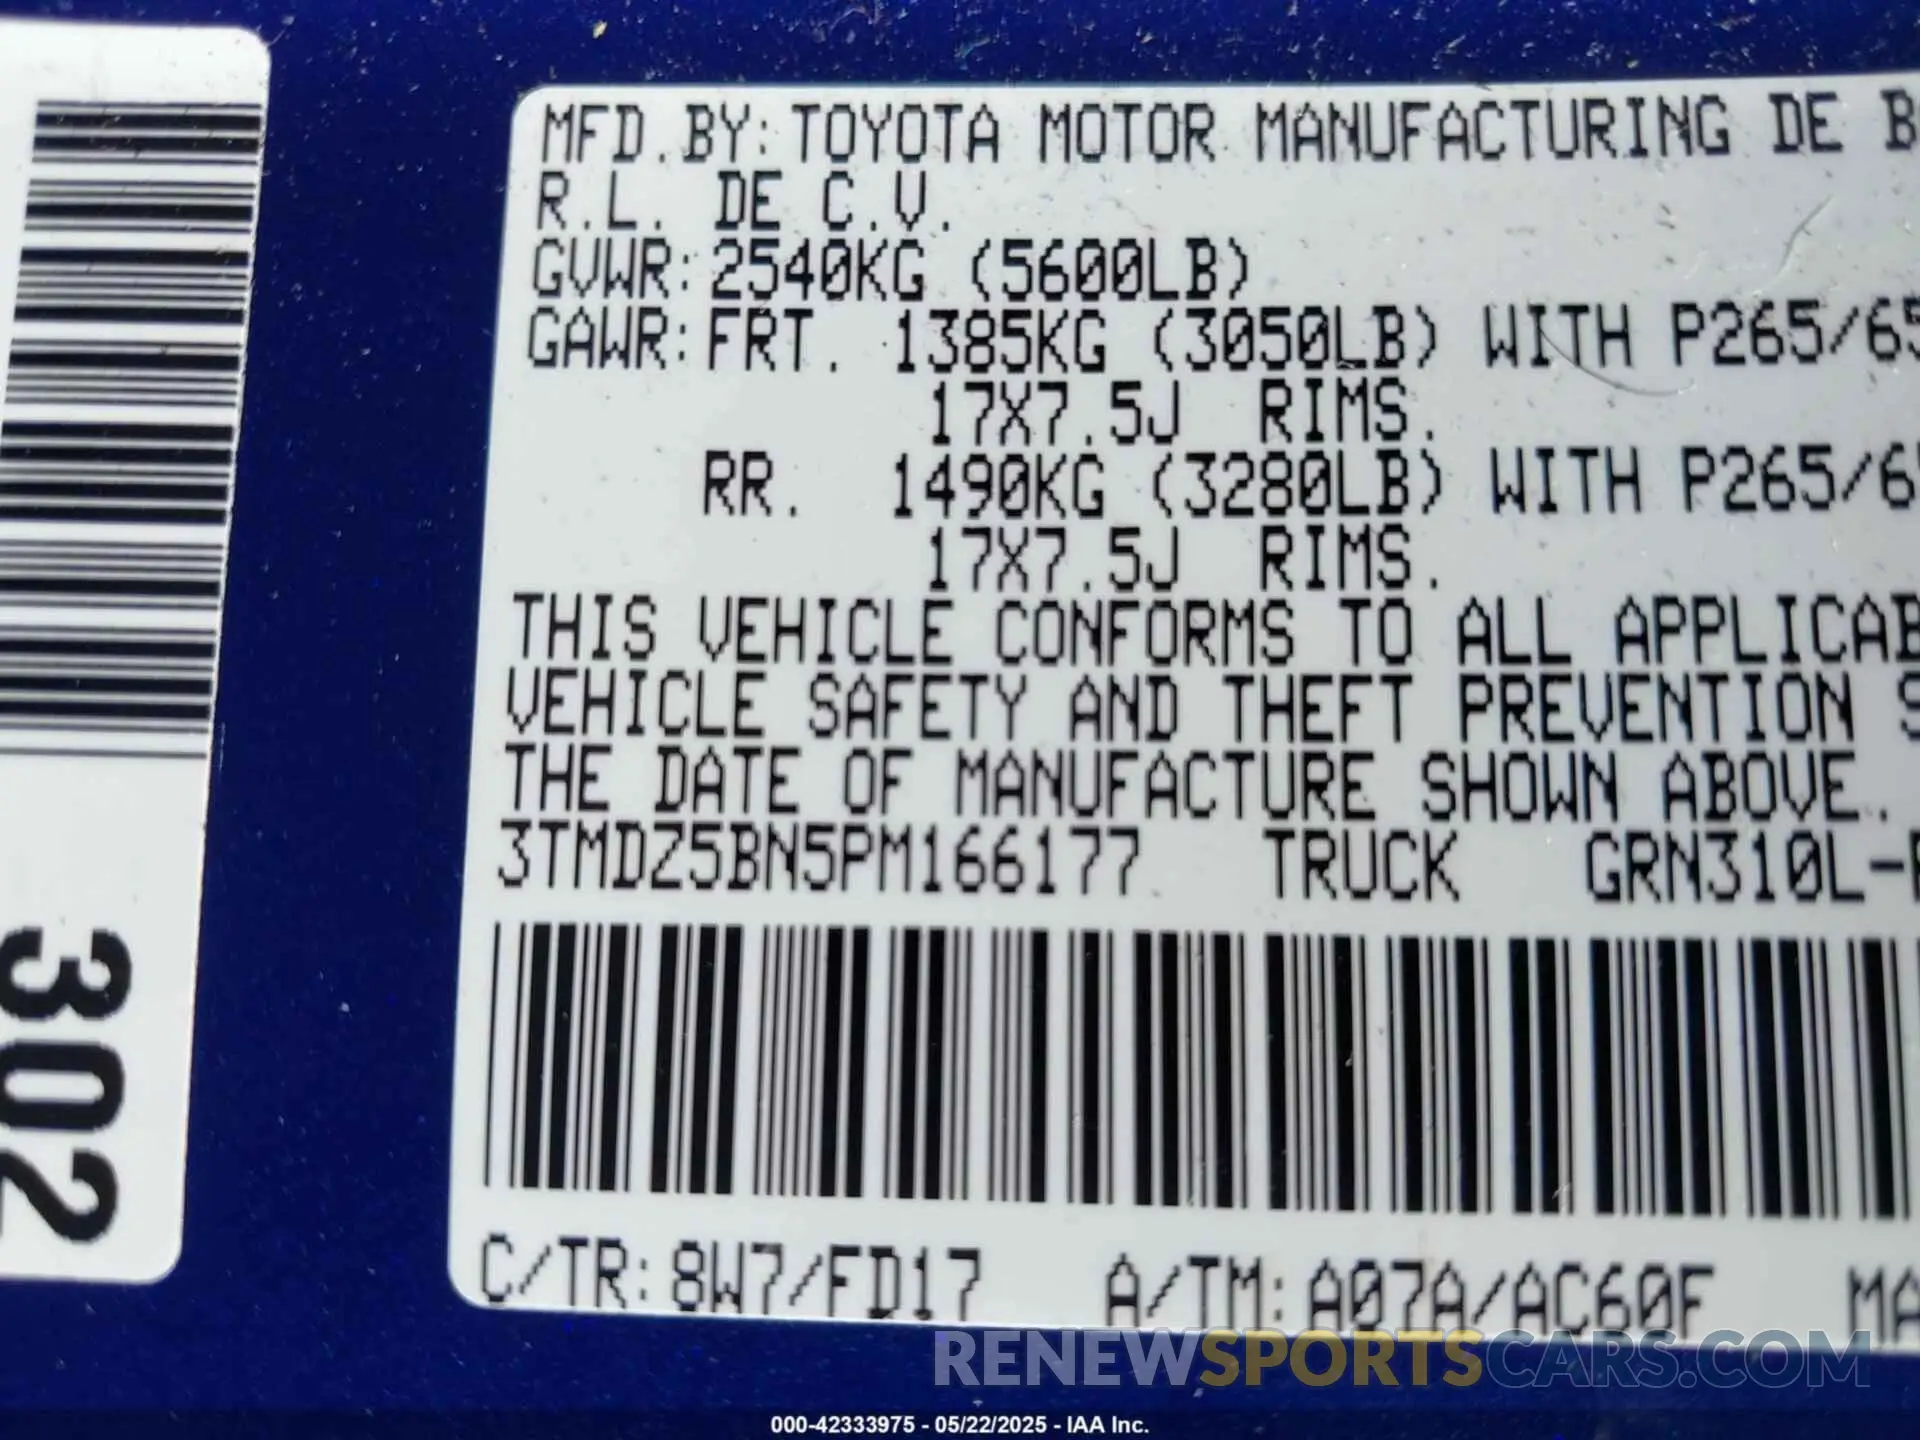 MFD.BY:TOYOTA MOTOR MANUFACTURING DE B
R.L. DE C.V.
GVWR:2540KG (5600LB)
GAWR:FRT. 1385KG (3050LB) WITH P265/65
17X7.5J RIMS.
RR. 1490KG (3280LB) WITH P265/6
17X7.5J RIMS.
THIS VEHICLE CONFORMS TO ALL APPLICAB
VEHICLE SAFETY AND THEFT PREVENTION S
THE DATE OF MANUFACTURE SHOWN ABOVE.
3TMDZ5BN5PM166177 TRUCK GRN310L-
C/TR:8W7/FD17 A/TM:A07A/AC60F MA
302
RENEWSPORTSCARS.COM
000-42333975 - 05/22/2025 - IAA Inc.